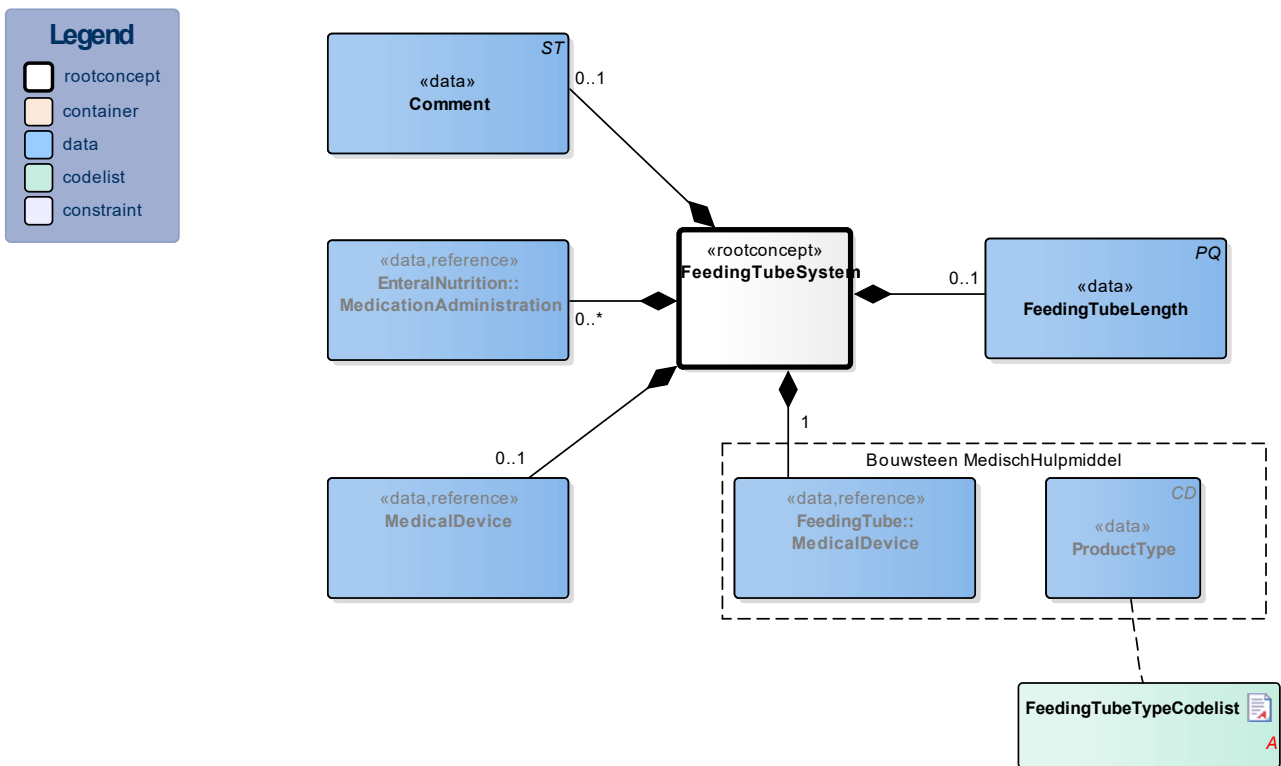 Legend
rootconcept
container
data
codelist
constraint
ST
«data»
Comment
0..1
«data,reference»
EnteralNutrition::
MedicationAdministration
0..*
«rootconcept»
FeedingTubeSystem
0..1
PQ
«data»
FeedingTubeLength
0..1
«data,reference»
MedicalDevice
1
Bouwsteen MedischHulpmiddel
«data,reference»
FeedingTube::
MedicalDevice
CD
«data»
ProductType
FeedingTubeTypeCodelist
A